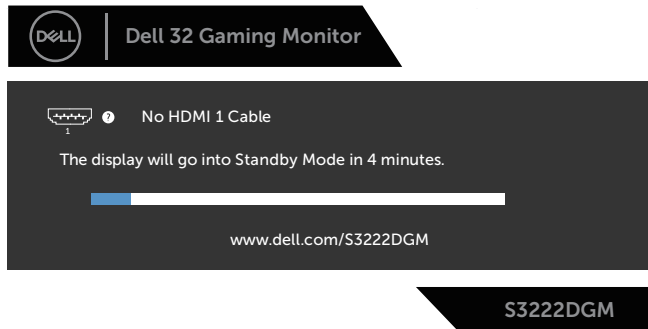 DELL
Dell 32 Gaming Monitor
? No HDMI 1 Cable
1
The display will go into Standby Mode in 4 minutes.
www.dell.com/S3222DGM
S3222DGM